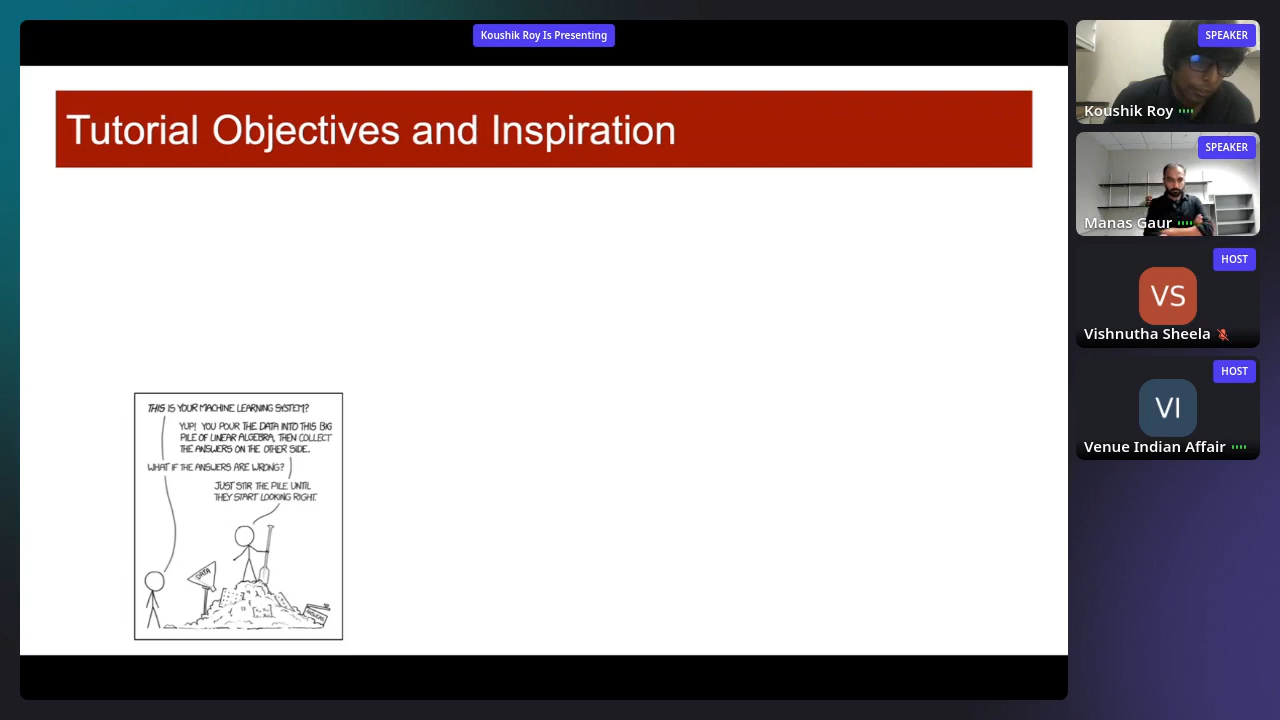 Koushik Roy Is Presenting
Tutorial Objectives and Inspiration
THIS IS YOUR MACHINE LEARNING SYSTEM?
YUP! YOU POUR THE DATA INTO THIS BIG
PILE OF LINEAR ALGEBRA, THEN COLLECT
THE ANSWERS ON THE OTHER SIDE.
WHAT IF THE ANSWERS ARE WRONG?
JUST STIR THE PILE UNTIL
THEY START LOOKING RIGHT.
DATA
SPEAKER
Koushik Roy
SPEAKER
Manas Gaur
HOST
VS
Vishnutha Sheela
HOST
VI
Venue Indian Affair